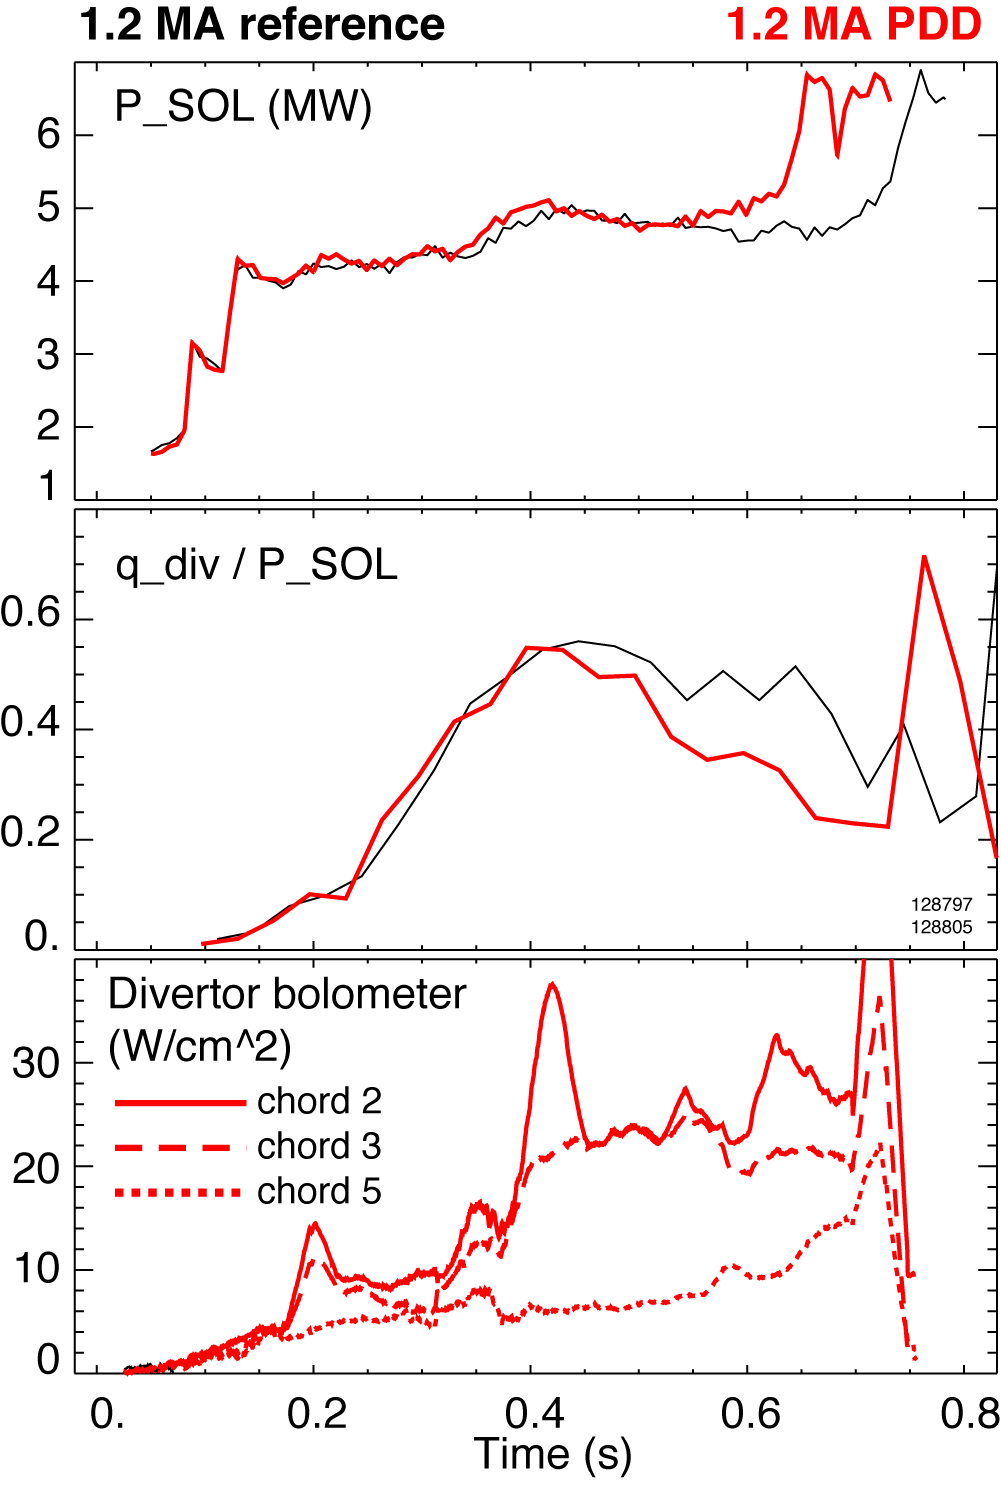 1.2 MA reference 1.2 MA PDD
P_SOL (MW)
6
5
4
3
2
1
q_div / P_SOL
0.6
0.4
0.2
0.
128797
128805
Divertor bolometer
(W/cm^2)
30
chord 2
chord 3
20
chord 5
10
0
0. 0.2 0.4 0.6 0.8
Time (s)